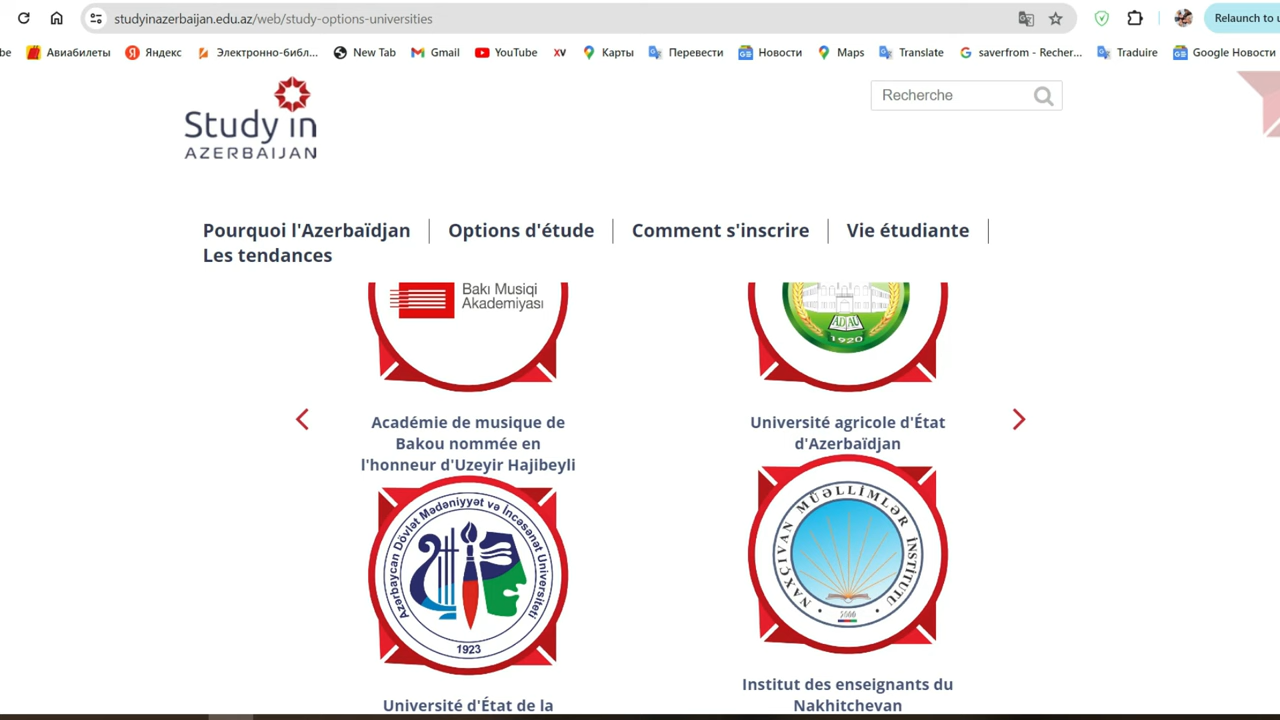 studyinazerbaijan.edu.az/web/study-options-universities
Relaunch to u
be Авиабилеты Яндекс Электронно-библ... New Tab Gmail YouTube XV Карты Перевести Новости Maps Translate saverfrom - Recher... Traduire Google Новости
Study in
AZERBAIJAN
Recherche
Pourquoi l'Azerbaïdjan
Options d'étude
Comment s'inscrire
Vie étudiante
Les tendances
Bakı Musiqi
Akademiyası
ADAU
1920
Académie de musique de
Bakou nommée en
l'honneur d'Uzeyir Hajibeyli
Université agricole d'État
d'Azerbaïdjan
Azərbaycan Dövlət Mədəniyyət və İncəsənət Universiteti
1923
NAXÇIVAN MÜƏLLİMLƏR İNSTİTUTU
Université d'État de la
Institut des enseignants du
Nakhitchevan